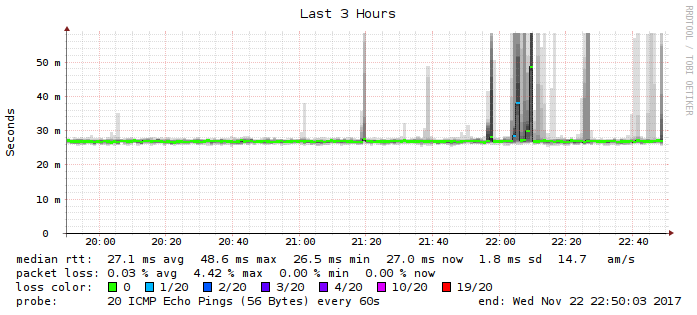 Last 3 Hours
RRDTOOL / TOBI OETIKER
Seconds
50 m
40 m
30 m
20 m
10 m
0
20:00 20:20 20:40 21:00 21:20 21:40 22:00 22:20 22:40
median rtt: 27.1 ms avg 48.6 ms max 26.5 ms min 27.0 ms now 1.8 ms sd 14.7 am/s
packet loss: 0.03 % avg 4.42 % max 0.00 % min 0.00 % now
loss color: 0 1/20 2/20 3/20 4/20 10/20 19/20
probe: 20 ICMP Echo Pings (56 Bytes) every 60s end: Wed Nov 22 22:50:03 2017